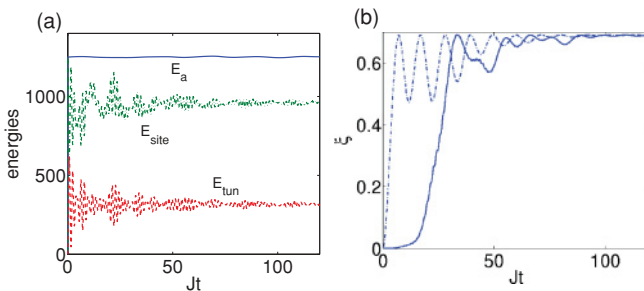 (a)
energies
1000
500
0
E_a
E_site
E_tun
0
50
100
Jt
(b)
ξ
0.6
0.4
0.2
0
0
50
100
Jt